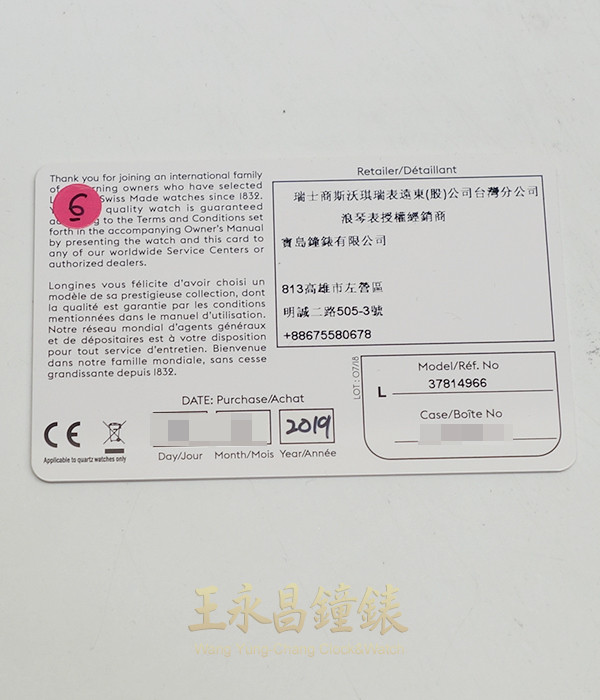 Thank you for joining an international family
of ning owners who have selected
L Swiss Made watches since 1832.
Y quality watch is guaranteed
a g to the Terms and Conditions set
forth in the accompanying Owner's Manual
by presenting the watch and this card to
any of our worldwide Service Centers or
authorized dealers.
6
Longines vous félicite d'avoir choisi un
modèle de sa prestigieuse collection, dont
la qualité est garantie par les conditions
mentionnées dans le manuel d'utilisation.
Notre réseau mondial d'agents généraux
et de dépositaires est à votre disposition
pour tout service d'entretien. Bienvenue
dans notre famille mondiale, sans cesse
grandissante depuis 1832.
Retailer/Détaillant
瑞士商斯沃琪瑞表遠東(股)公司台灣分公司
浪琴表授權經銷商
寶島鐘錶有限公司
813高雄市左營區
明誠二路505-3號
+88675580678
LOT: 07/18
Model/Réf. No
L 37814966
Case/Boîte No
DATE: Purchase/Achat
2019
Day/Jour Month/Mois Year/Année
CE
Applicable to quartz watches only
王永昌鐘錶